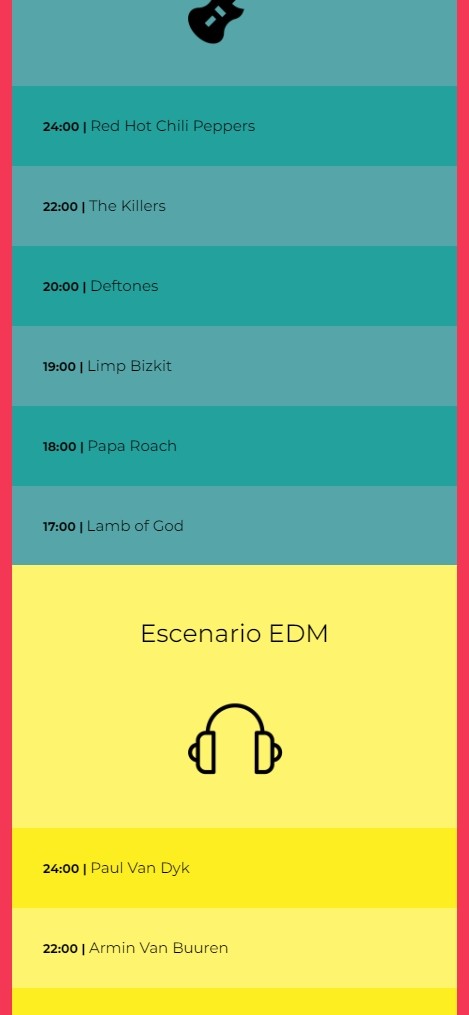 24:00 | Red Hot Chili Peppers
22:00 | The Killers
20:00 | Deftones
19:00 | Limp Bizkit
18:00 | Papa Roach
17:00 | Lamb of God
Escenario EDM
24:00 | Paul Van Dyk
22:00 | Armin Van Buuren